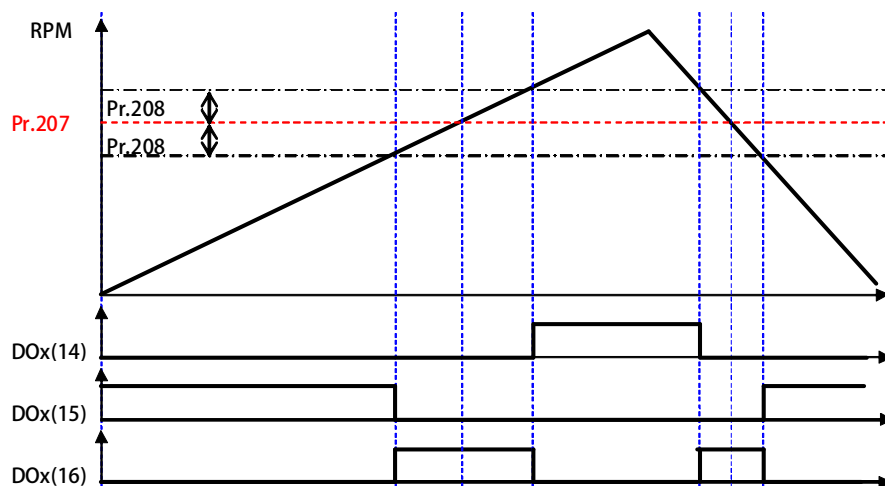 RPM
Pr.208
Pr.207
Pr.208
DOx(14)
DOx(15)
DOx(16)